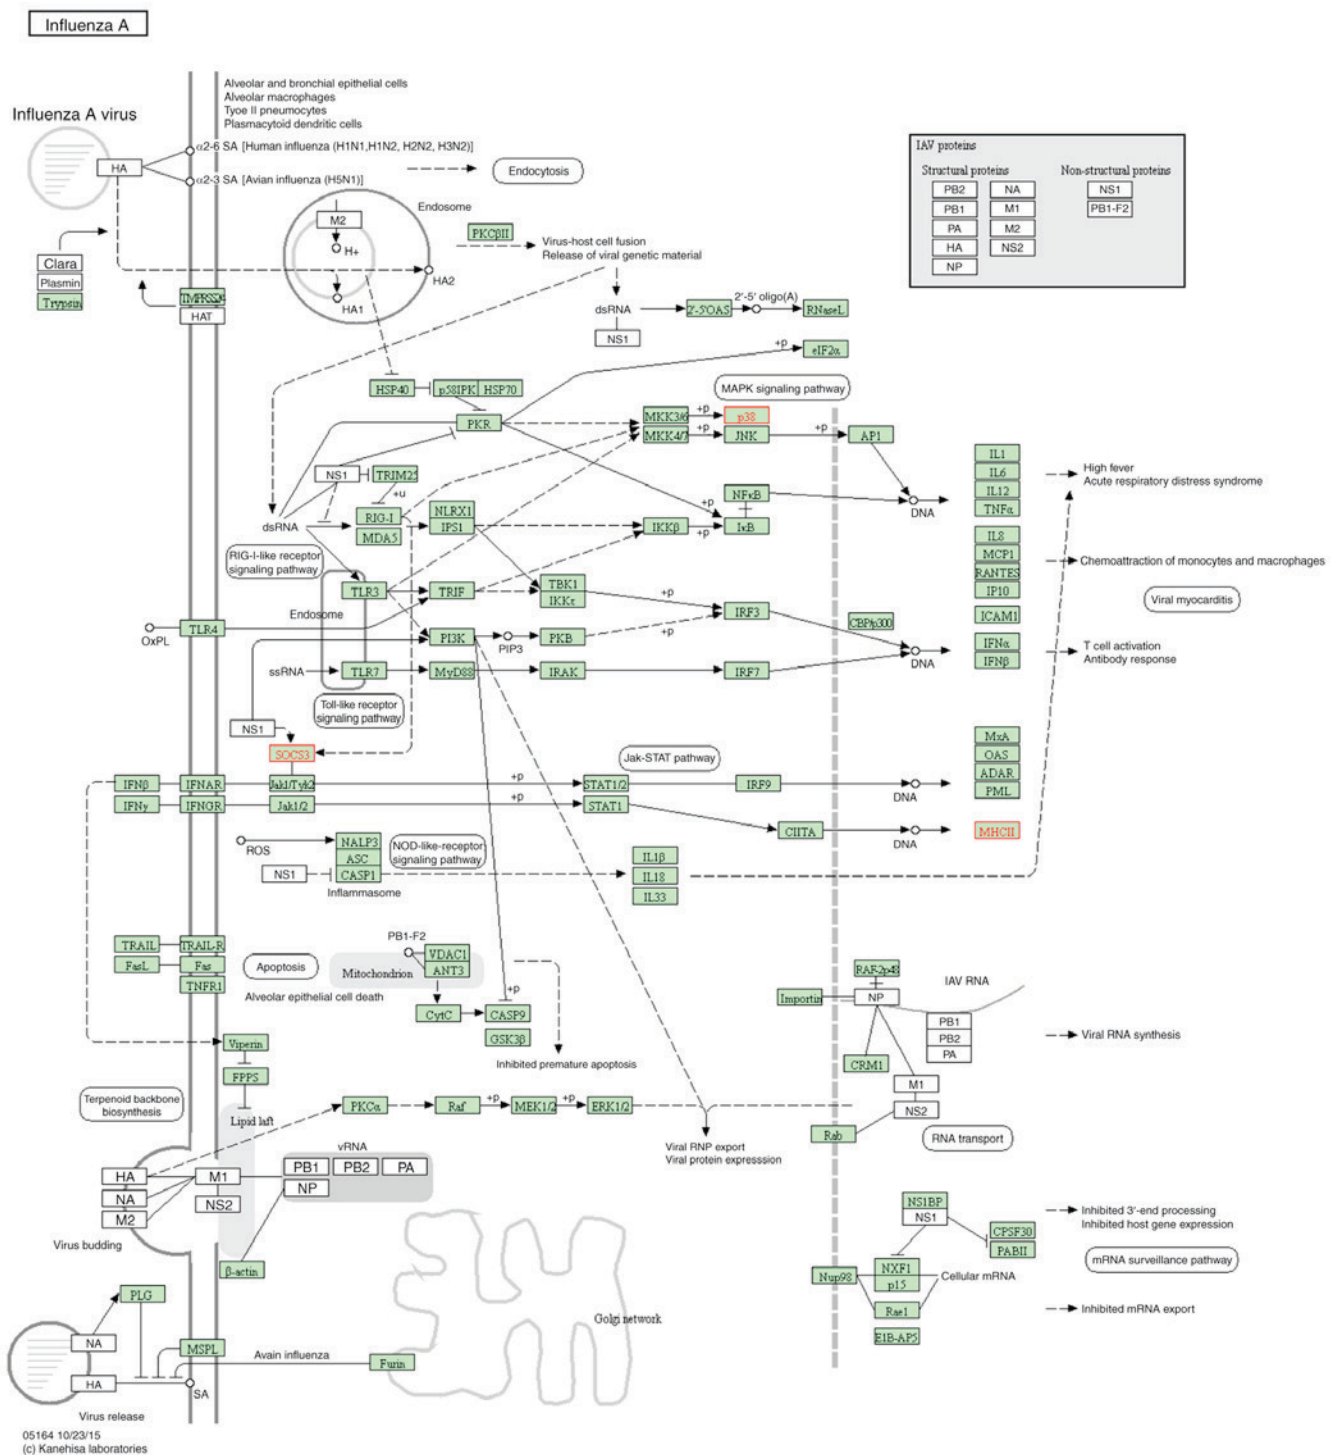 Influenza A
Alveolar and bronchial epithelial cells
Alveolar macrophages
Tyoe II pneumocytes
Plasmacytoid dendritic cells
Influenza A virus
HA
α2-6 SA [Human influenza (H1N1,H1N2, H2N2, H3N2)]
α2-3 SA [Avian influenza (H5N1)]
Endocytosis
IAV proteins
Structural proteins
Non-structural proteins
PB2
NA
NS1
PB1
M1
PB1-F2
PA
M2
HA
NS2
NP
Endosome
M2
H+
HA1
HA2
PKCβII
Virus-host cell fusion
Release of viral genetic material
Clara
Plasmin
Trypsin
TMPRSS2/4
HAT
dsRNA
NS1
2'-5'OAS
2'-5' oligo(A)
RNaseL
+p
eIF2α
HSP40
p58IPK
HSP70
MAPK signaling pathway
PKR
MKK3/6
+p
p38
MKK4/7
+p
JNK
+p
AP1
NS1
TRIM25
+u
dsRNA
RIG-I
MDA5
NLRX1
IPS1
IKKβ
+p
+p
NFκB
IκB
DNA
IL1
IL6
IL12
TNFα
High fever
Acute respiratory distress syndrome
IL8
MCP1
RANTES
IP10
ICAM1
Chemoattraction of monocytes and macrophages
Viral myocarditis
RIG-I-like receptor
signaling pathway
Endosome
TLR3
TRIF
TBK1
IKKε
+p
IRF3
CBP/p300
OxPL
TLR4
PI3K
PIP3
PKB
+p
DNA
IFNα
IFNβ
T cell activation
Antibody response
ssRNA
TLR7
MyD88
IRAK
IRF7
Toll-like receptor
signaling pathway
NS1
SOCS3
Jak-STAT pathway
IFNβ
IFNAR
Jak1/Tyk2
+p
STAT1/2
IRF9
DNA
MxA
OAS
ADAR
PML
IFNγ
IFNGR
Jak1/2
+p
STAT1
CIITA
DNA
MHCII
ROS
NALP3
ASC
CASP1
NS1
Inflammasome
NOD-like-receptor
signaling pathway
IL1β
IL18
IL33
TRAIL
TRAIL-R
FasL
Fas
TNFR1
Apoptosis
Alveolar epithelial cell death
PB1-F2
Mitochondrion
VDAC1
ANT3
CytC
+p
CASP9
GSK3β
Inhibited premature apoptosis
RAF-2p48
Importin
NP
IAV RNA
PB1
PB2
PA
Viral RNA synthesis
CRM1
M1
NS2
Rab
RNA transport
Viperin
FPPS
Lipid laft
Terpenoid backbone
biosynthesis
PKCα
Raf
+p
MEK1/2
+p
ERK1/2
Viral RNP export
Viral protein expresssion
vRNA
PB1
PB2
PA
NP
HA
NA
M2
M1
NS2
Virus budding
β-actin
NS1BP
NS1
CPSF30
PABII
Inhibited 3'-end processing
Inhibited host gene expression
mRNA surveillance pathway
Nup98
NXF1
p15
Rae1
E1B-AP5
Cellular mRNA
Inhibited mRNA export
Golgi network
PLG
NA
MSPL
Avain influenza
Furin
HA
SA
Virus release
05164 10/23/15
(c) Kanehisa laboratories